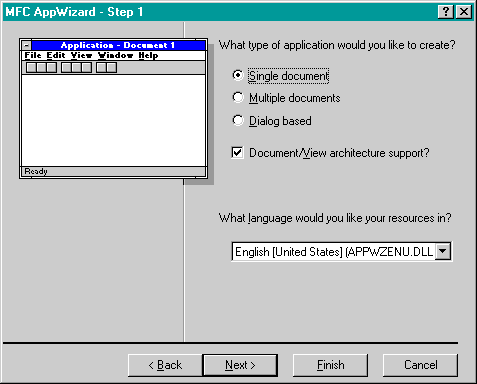 MFC AppWizard - Step 1
Application - Document 1
File Edit View Window Help
Ready
What type of application would you like to create?
Single document
Multiple documents
Dialog based
Document/View architecture support?
What language would you like your resources in?
English [United States] (APPWZENU.DLL
< Back
Next >
Finish
Cancel